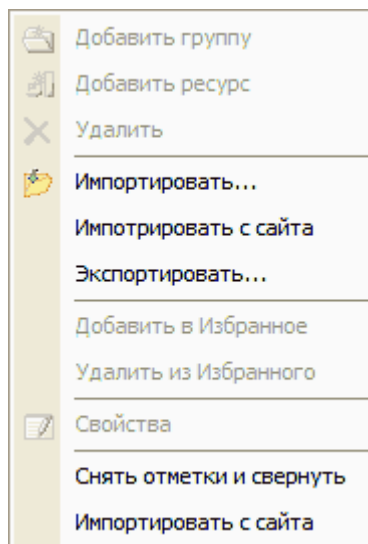 Добавить группу
Добавить ресурс
Удалить
Импортировать...
Импотрировать с сайта
Экспортировать...
Добавить в Избранное
Удалить из Избранного
Свойства
Снять отметки и свернуть
Импортировать с сайта